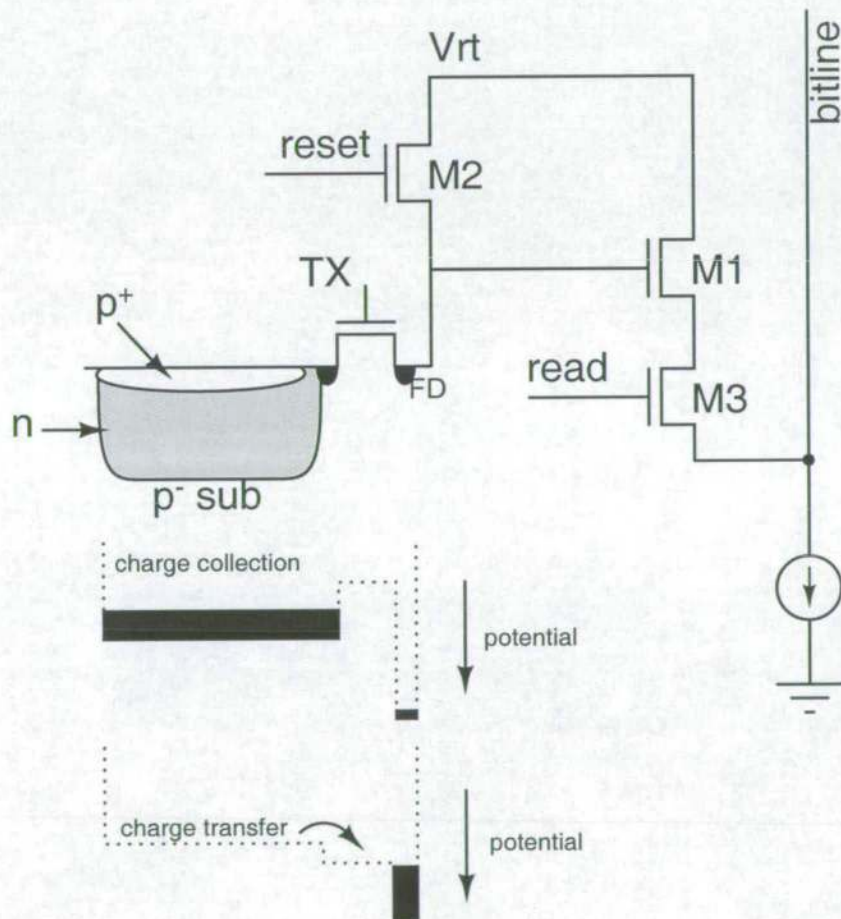 Vrt
bitline
reset
M2
TX
M1
p+
FD
read
M3
n
p- sub
charge collection
potential
charge transfer
potential